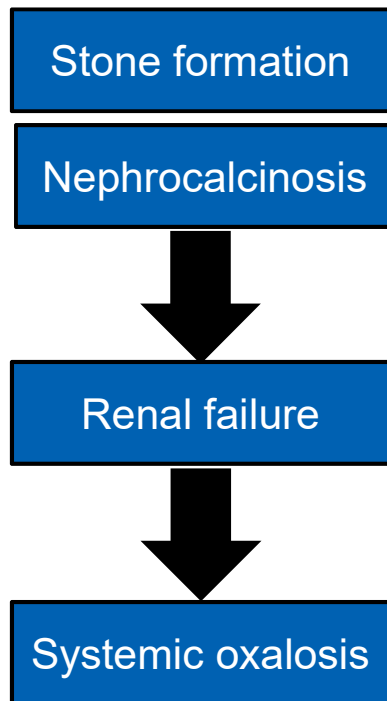 Stone formation
Nephrocalcinosis
Renal failure
Systemic oxalosis